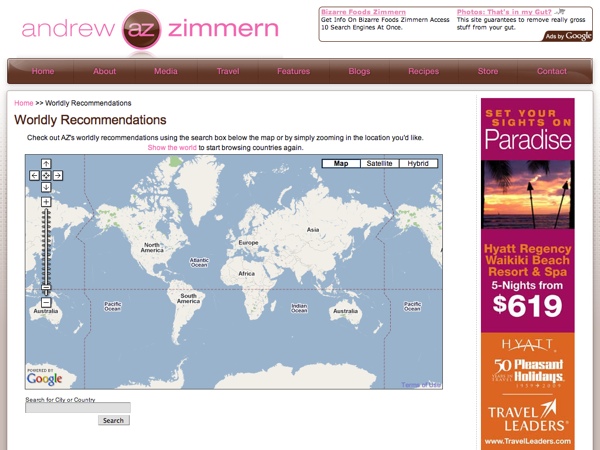 andrew az zimmern
Bizarre Foods Zimmern
Get Info On Bizarre Foods Zimmern Access
10 Search Engines At Once.
Photos: That's in my Gut?
This site guarantees to remove really gross
stuff from your gut.
Ads by Google
Home About Media Travel Features Blogs Recipes Store Contact
Home >> Worldly Recommendations
Worldly Recommendations
Check out AZ's worldly recommendations using the search box below the map or by simply zooming in the location you'd like.
Show the world to start browsing countries again.
Map Satellite Hybrid
North
America
Atlantic
Ocean
Europe
Asia
Africa
South
America
Pacific
Ocean
Indian
Ocean
Pacific
Ocean
Australia
Australia
POWERED BY
Google
Terms of Use
Search for City or Country
Search
SET YOUR
SIGHTS ON
Paradise
Hyatt Regency
Waikiki Beach
Resort & Spa
5-Nights from
$619
HYATT
50 Pleasant
YEARS Holidays.
1959-2009
TRAVEL
LEADERS
www.TravelLeaders.com